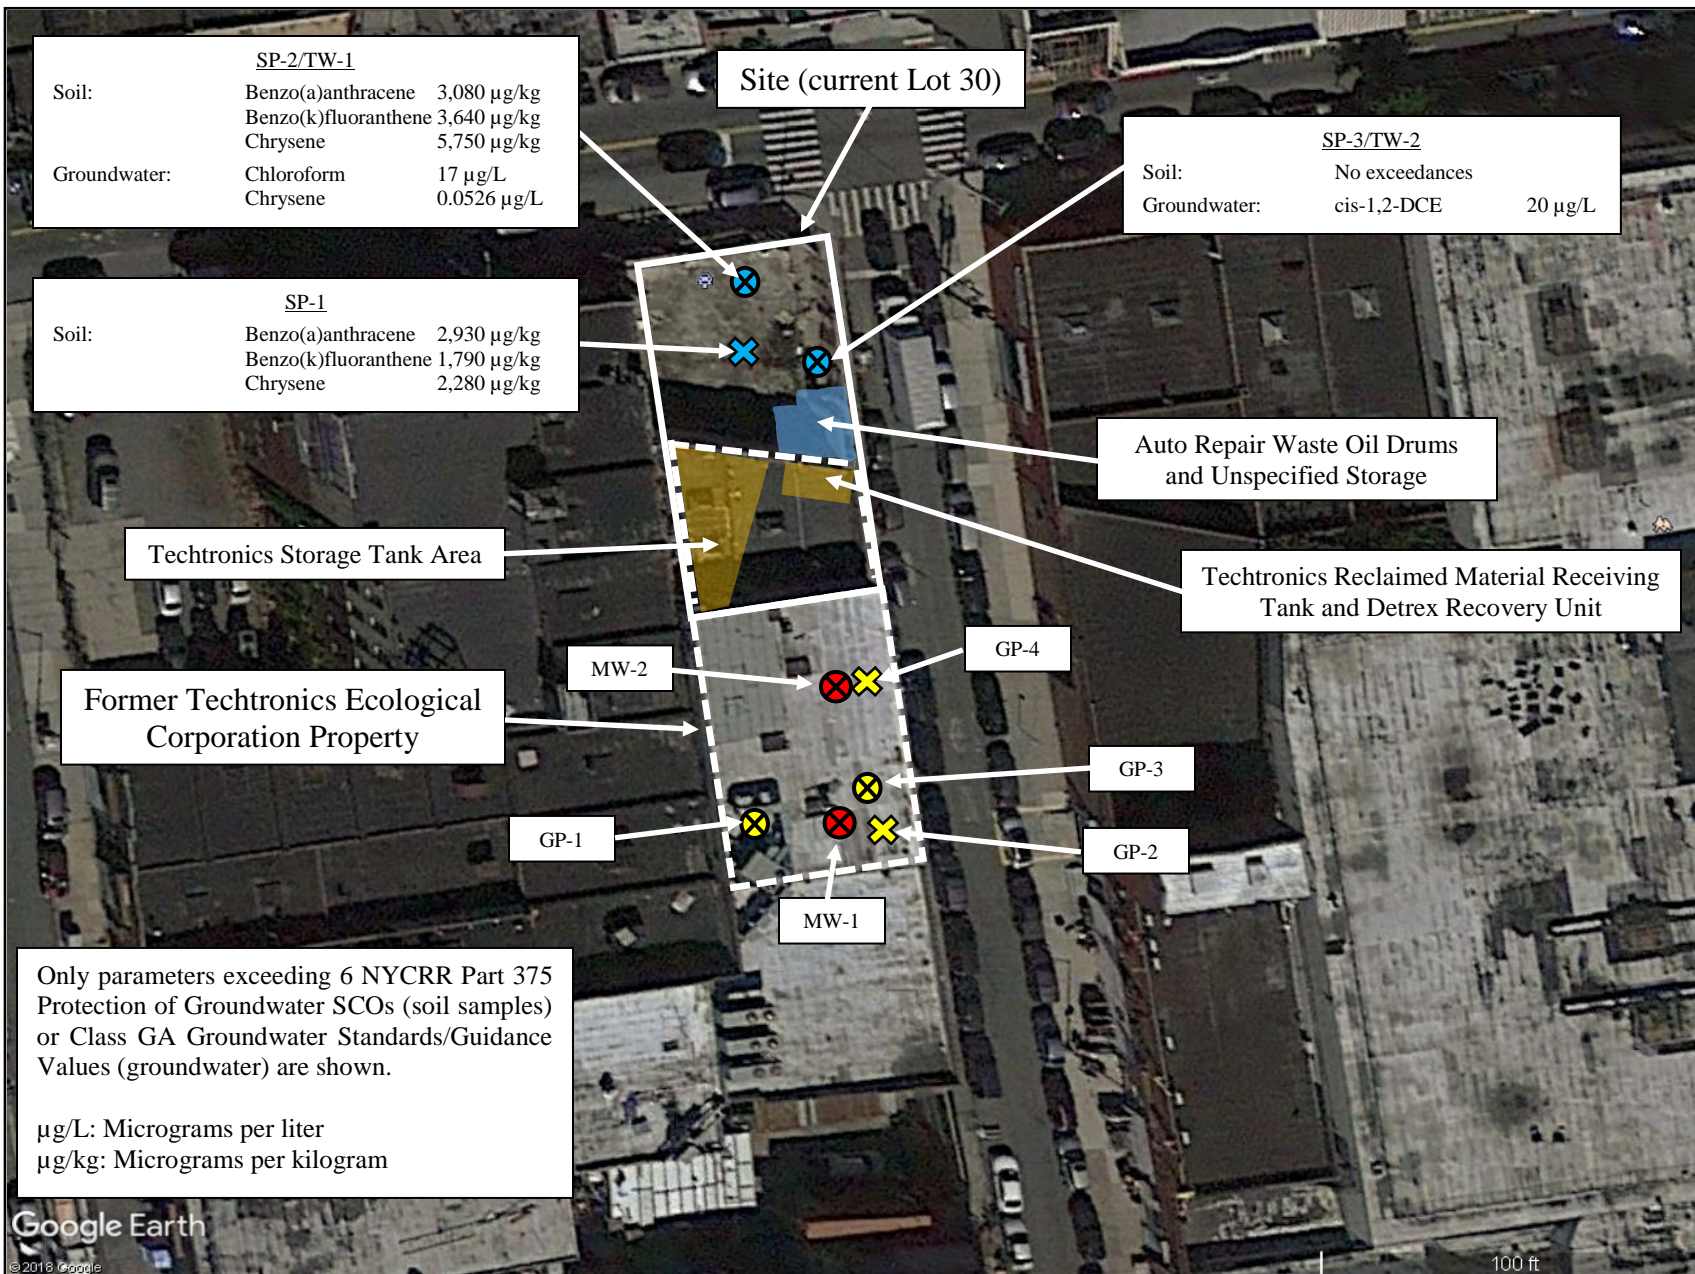 SP-2/TW-1
Soil: Benzo(a)anthracene 3,080 µg/kg
Benzo(k)fluoranthene 3,640 µg/kg
Chrysene 5,750 µg/kg
Groundwater: Chloroform 17 µg/L
Chrysene 0.0526 µg/L
Site (current Lot 30)
SP-3/TW-2
Soil: No exceedances
Groundwater: cis-1,2-DCE 20 µg/L
SP-1
Soil: Benzo(a)anthracene 2,930 µg/kg
Benzo(k)fluoranthene 1,790 µg/kg
Chrysene 2,280 µg/kg
Auto Repair Waste Oil Drums
and Unspecified Storage
Techtronics Storage Tank Area
Techtronics Reclaimed Material Receiving
Tank and Detrex Recovery Unit
GP-4
MW-2
Former Techtronics Ecological
Corporation Property
GP-3
GP-1
GP-2
MW-1
Only parameters exceeding 6 NYCRR Part 375
Protection of Groundwater SCOs (soil samples)
or Class GA Groundwater Standards/Guidance
Values (groundwater) are shown.
µg/L: Micrograms per liter
µg/kg: Micrograms per kilogram
Google Earth
©2018 Google
100 ft